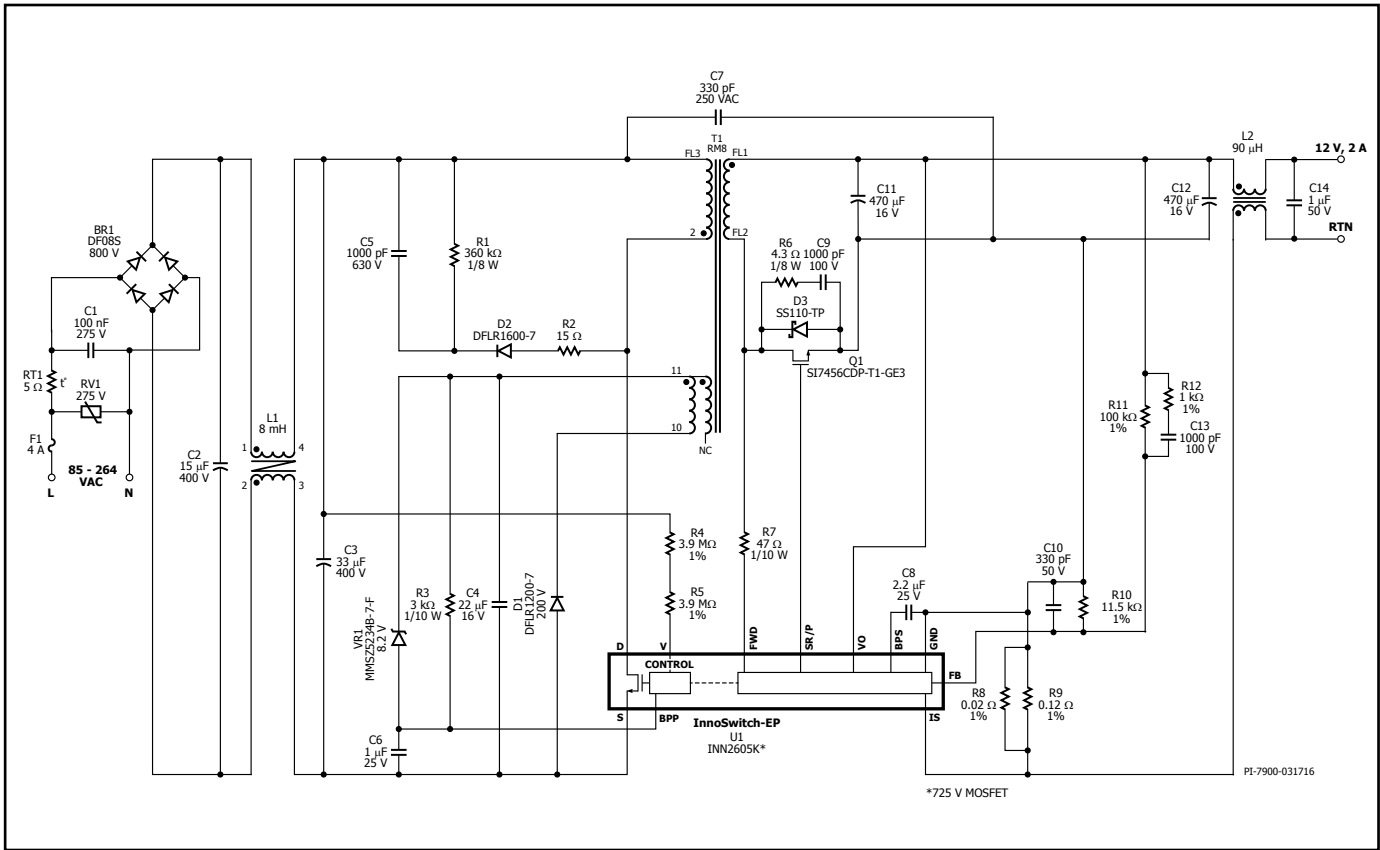 C7
330 pF
250 VAC
T1
RM8
FL3
FL1
2
FL2
L2
90 µH
12 V, 2 A
C14
1 µF
50 V
RTN
C12
470 µF
16 V
C11
470 µF
16 V
BR1
DF08S
800 V
C5
1000 pF
630 V
R1
360 kΩ
1/8 W
R6
4.3 Ω
1/8 W
C9
1000 pF
100 V
D3
SS110-TP
Q1
SI7456CDP-T1-GE3
C1
100 nF
275 V
D2
DFLR1600-7
R2
15 Ω
RT1
5 Ω
t°
RV1
275 V
F1
4 A
85 - 264
VAC
L
N
C2
15 µF
400 V
L1
8 mH
1
4
2
3
11
10
NC
R11
100 kΩ
1%
R12
1 kΩ
1%
C13
1000 pF
100 V
C3
33 µF
400 V
VR1
MMSZ5234B-7-F
8.2 V
R3
3 kΩ
1/10 W
C4
22 µF
16 V
D1
DFLR1200-7
200 V
R4
3.9 MΩ
1%
R5
3.9 MΩ
1%
R7
47 Ω
1/10 W
C8
2.2 µF
25 V
C10
330 pF
50 V
R10
11.5 kΩ
1%
D
V
FWD
SR/P
VO
BPS
GND
CONTROL
FB
S
BPP
IS
InnoSwitch-EP
U1
INN2605K*
R8
0.02 Ω
1%
R9
0.12 Ω
1%
C6
1 µF
25 V
*725 V MOSFET
PI-7900-031716